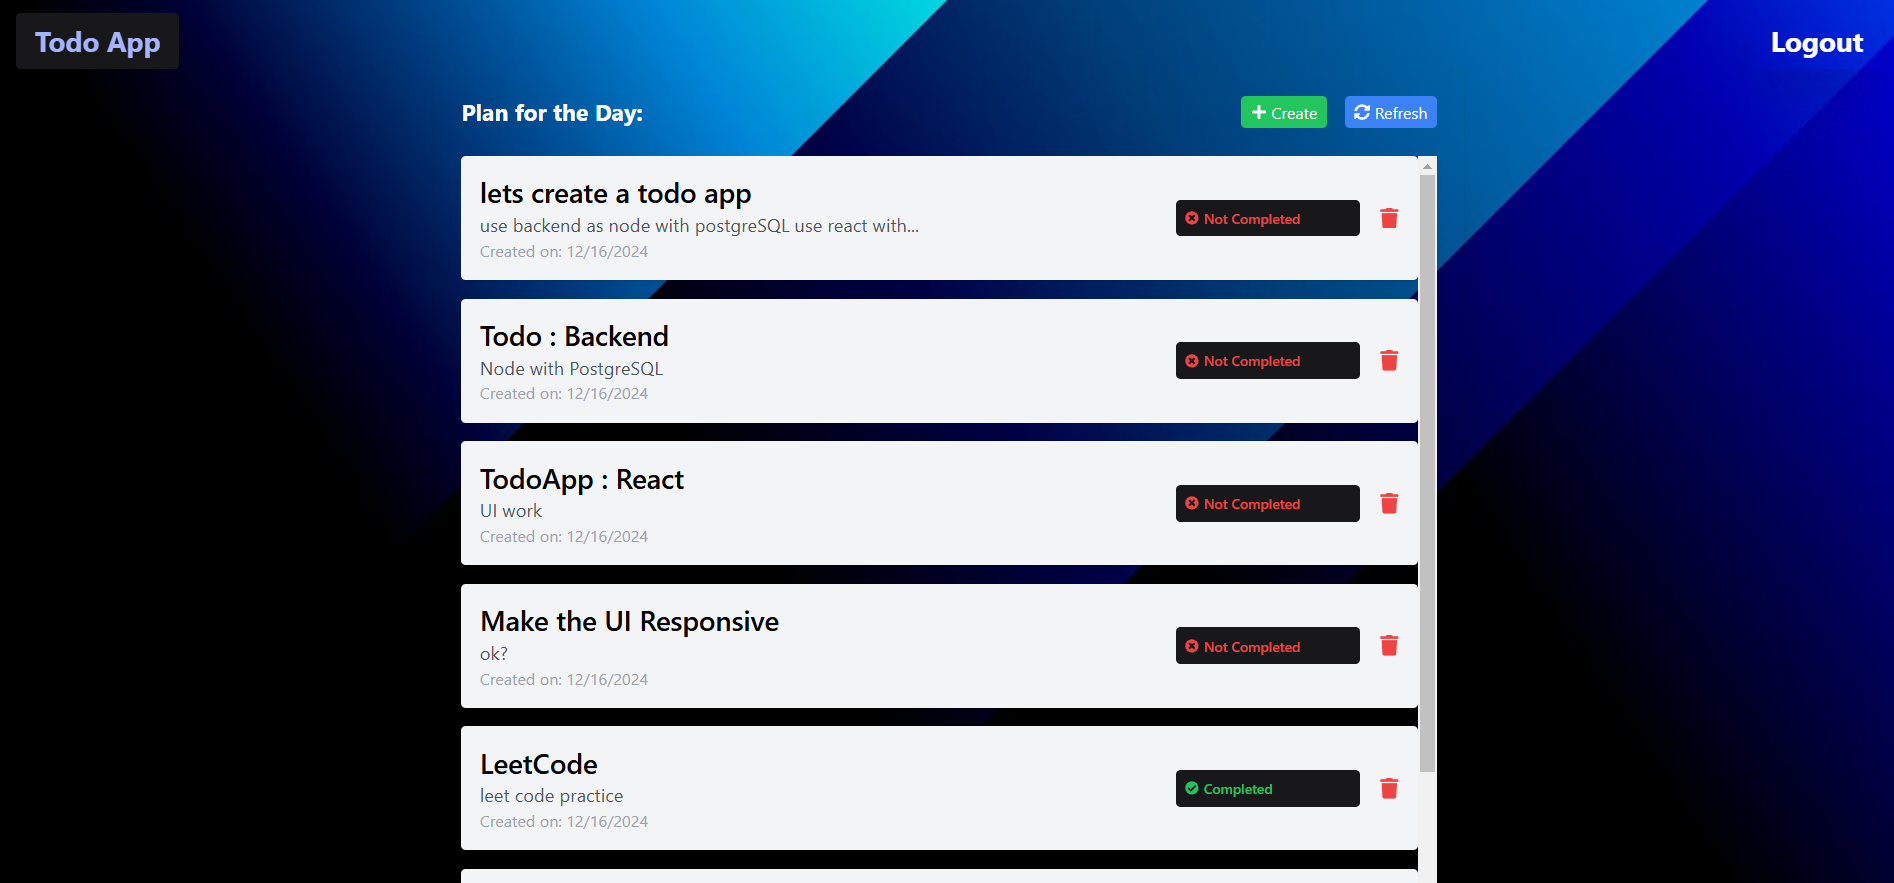 Todo App
Logout
Plan for the Day:
Create
Refresh
lets create a todo app
use backend as node with postgreSQL use react with...
Created on: 12/16/2024
Not Completed
Todo : Backend
Node with PostgreSQL
Created on: 12/16/2024
Not Completed
TodoApp : React
UI work
Created on: 12/16/2024
Not Completed
Make the UI Responsive
ok?
Created on: 12/16/2024
Not Completed
LeetCode
leet code practice
Created on: 12/16/2024
Completed